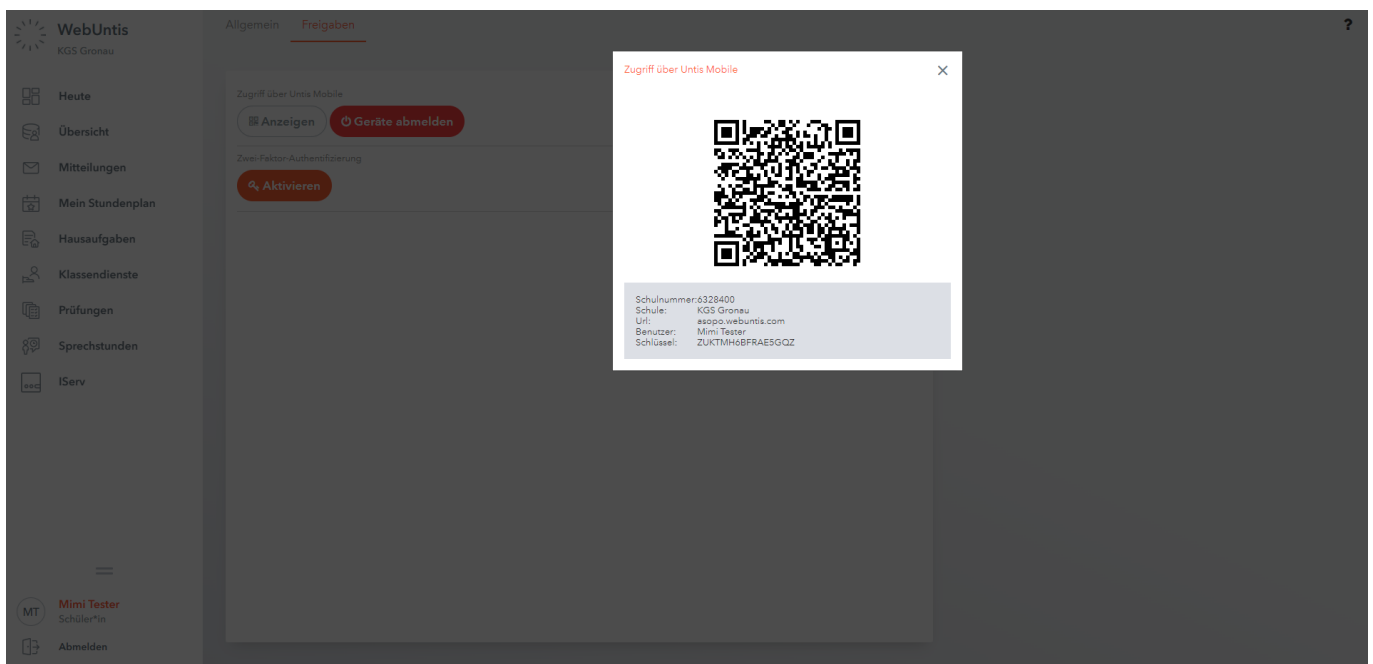 WebUntis
KGS Gronau
Heute
Übersicht
Mitteilungen
Mein Stundenplan
Hausaufgaben
Klassendienste
Prüfungen
Sprechstunden
IServ
MT
Mimi Tester
Schüler*in
Abmelden
Allgemein Freigaben
?
Zugriff über Untis Mobile
Anzeigen Geräte abmelden
Zwei-Faktor-Authentifizierung
Aktivieren
Zugriff über Untis Mobile
Schulnummer:6328400
Schule: KGS Gronau
Url: asopo.webuntis.com
Benutzer: Mimi Tester
Schlüssel: ZUKTMH6BFRAE5GQZ